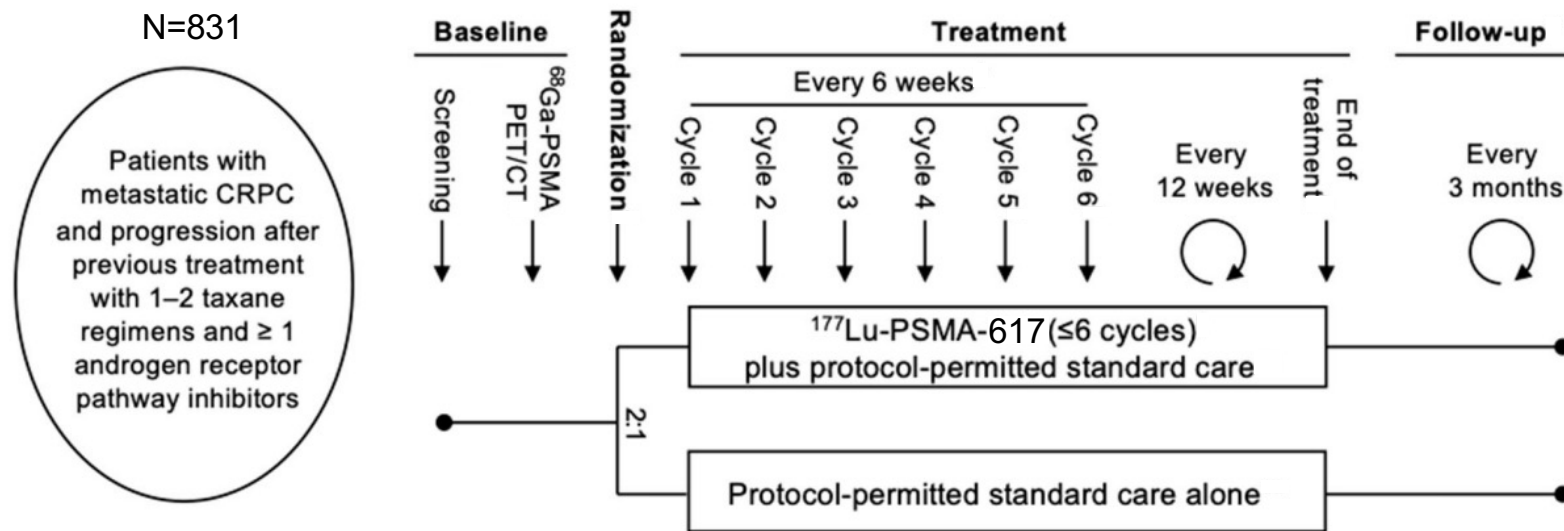 N=831
Patients with
metastatic CRPC
and progression after
previous treatment
with 1–2 taxane
regimens and ≥ 1
androgen receptor
pathway inhibitors
Baseline
Screening
⁶⁸Ga-PSMA
PET/CT
Randomization
Treatment
Every 6 weeks
Cycle 1
Cycle 2
Cycle 3
Cycle 4
Cycle 5
Cycle 6
Every
12 weeks
End of
treatment
Follow-up
Every
3 months
2:1
¹⁷⁷Lu-PSMA-617(≤6 cycles)
plus protocol-permitted standard care
Protocol-permitted standard care alone